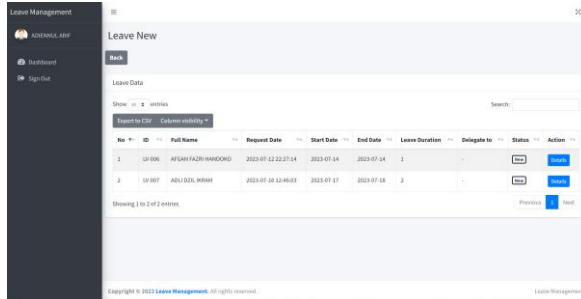 Leave Management
ADIENNUL ARIF
Dashboard
Sign Out
Leave New
Back
Leave Data
Show entries
Search:
Export to CSV Column visibility
No ID Full Name Request Date Start Date End Date Leave Duration Delegate to Status Action
1 LV-006 AFGAN FAZRI HANDOKO 2023-07-12 22:37:14 2023-07-14 2023-07-14 1 - New Details
2 LV-007 ADLI DZIL IKRAM 2023-07-16 12:46:03 2023-07-17 2023-07-18 2 - New Details
Showing 1 to 2 of 2 entries
Previous 1 Next
Copyright © 2022 Leave Management. All rights reserved.
Leave Management